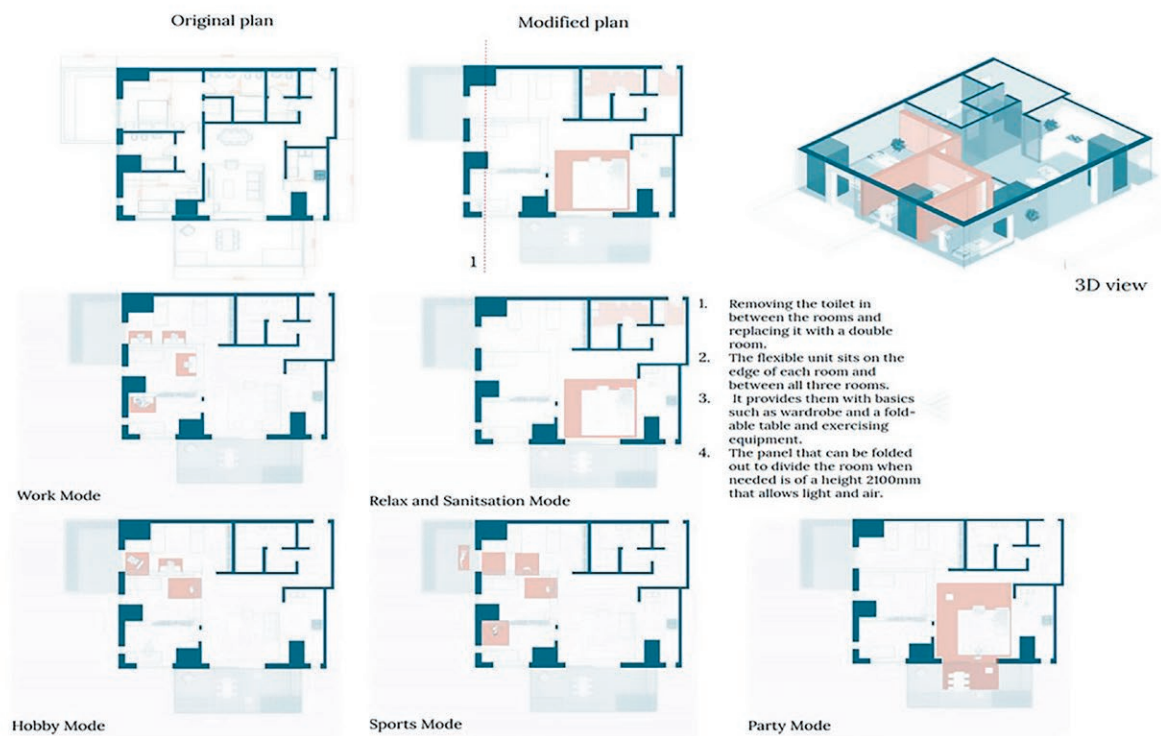 Original plan
Modified plan
1
3D view
1. Removing the toilet in
between the rooms and
replacing it with a double
room.
2. The flexible unit sits on the
edge of each room and
between all three rooms.
3. It provides them with basics
such as wardrobe and a fold-
able table and exercising
equipment.
4. The panel that can be folded
out to divide the room when
needed is of a height 2100mm
that allows light and air.
Work Mode
Relax and Sanitsation Mode
Hobby Mode
Sports Mode
Party Mode